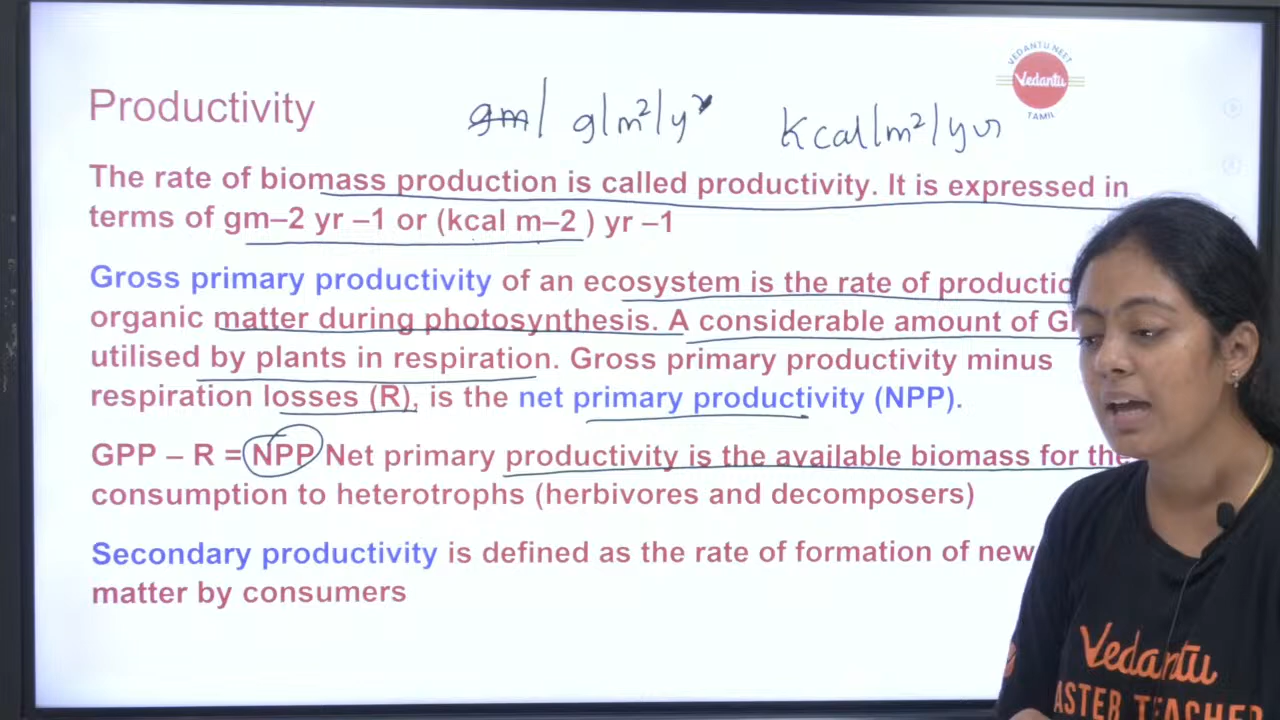 VEDANTU NEET
Vedantu
TAMIL
Productivity
gm/ g/m²/yr Kcal/m²/yr
The rate of biomass production is called productivity. It is expressed in
terms of gm–2 yr –1 or (kcal m–2 ) yr –1
Gross primary productivity of an ecosystem is the rate of
organic matter during photosynthesis. A considerable amount of
utilised by plants in respiration. Gross primary productivity minus
respiration losses (R), is the net primary productivity (NPP).
GPP – R = NPP Net primary productivity is the available biomass for the
consumption to heterotrophs (herbivores and decomposers)
Secondary productivity is defined as the rate of formation of new
matter by consumers
Vedantu
MASTER TEACHER